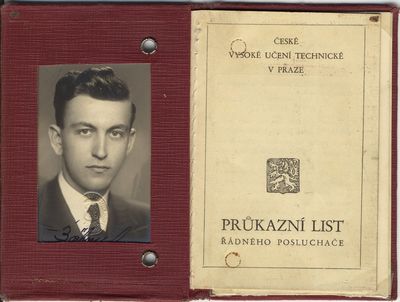 ČESKÉ
VYSOKÉ UČENÍ TECHNICKÉ
V PRAZE
PRŮKAZNÍ LIST
ŘÁDNÉHO POSLUCHAČE